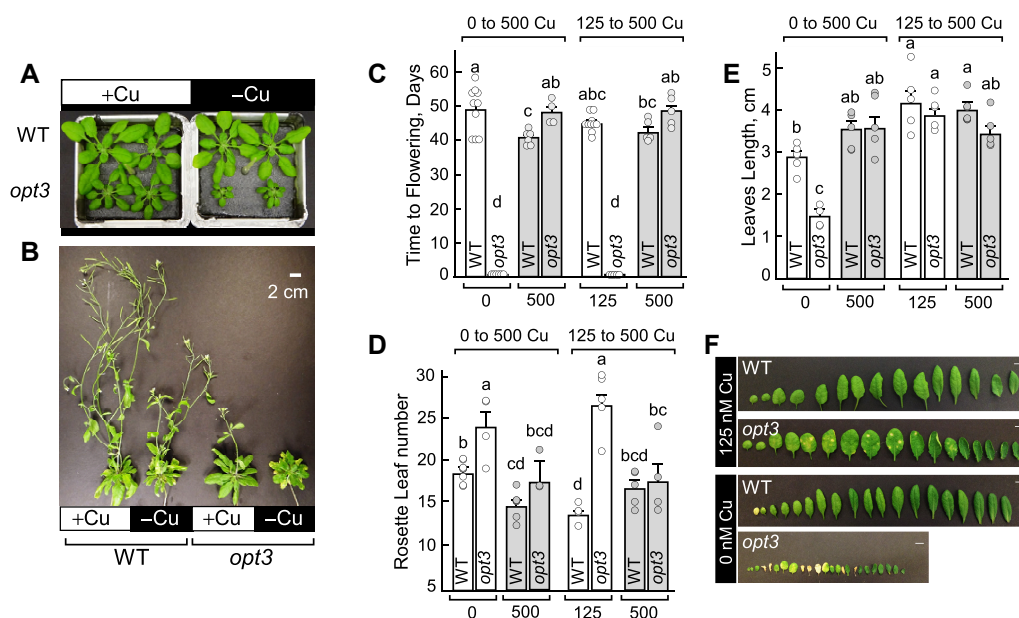 A
+Cu
−Cu
WT
opt3
B
2 cm
+Cu
−Cu
+Cu
−Cu
WT
opt3
C
0 to 500 Cu
125 to 500 Cu
Time to Flowering, Days
60
50
40
30
20
10
0
a
d
c
ab
abc
d
bc
ab
WT
opt3
WT
opt3
WT
opt3
WT
opt3
0
500
125
500
D
0 to 500 Cu
125 to 500 Cu
Rosette Leaf number
30
25
20
15
10
5
b
a
cd
bcd
d
a
bc
bc
WT
opt3
WT
opt3
WT
opt3
WT
opt3
0
500
125
500
E
0 to 500 Cu
125 to 500 Cu
Leaves Length, cm
5
4
3
2
1
0
b
c
ab
ab
a
a
a
ab
WT
opt3
WT
opt3
WT
opt3
WT
opt3
0
500
125
500
F
125 nM Cu
WT
opt3
0 nM Cu
WT
opt3